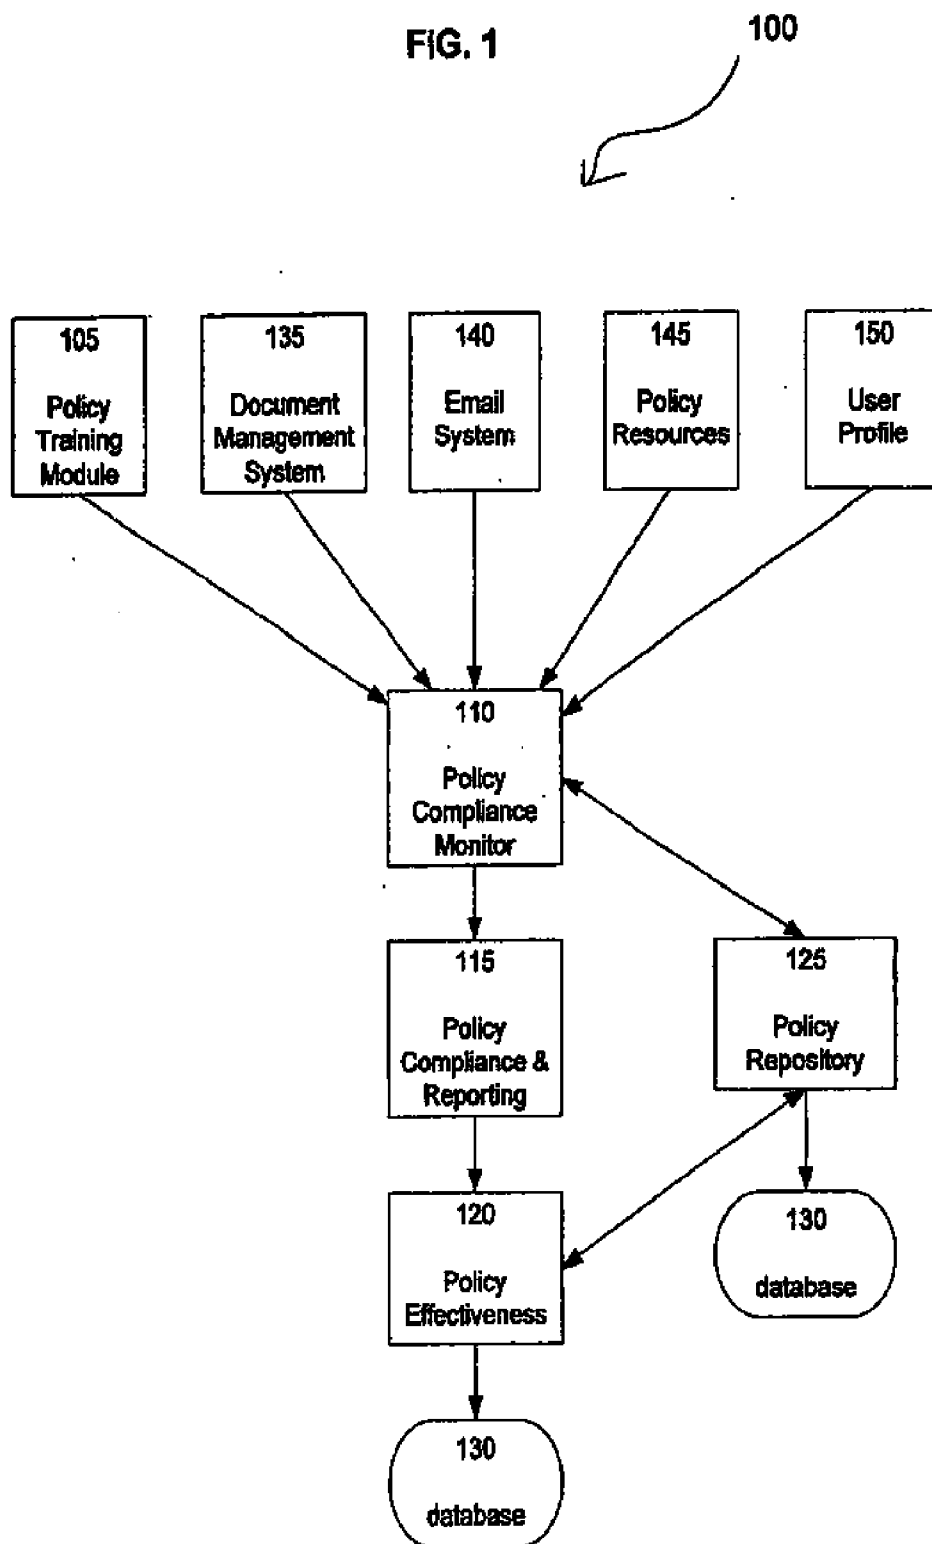 FIG. 1
100
105
Policy
Training
Module
135
Document
Management
System
140
Email
System
145
Policy
Resources
150
User
Profile
110
Policy
Compliance
Monitor
115
Policy
Compliance &
Reporting
125
Policy
Repository
120
Policy
Effectiveness
130
database
130
database